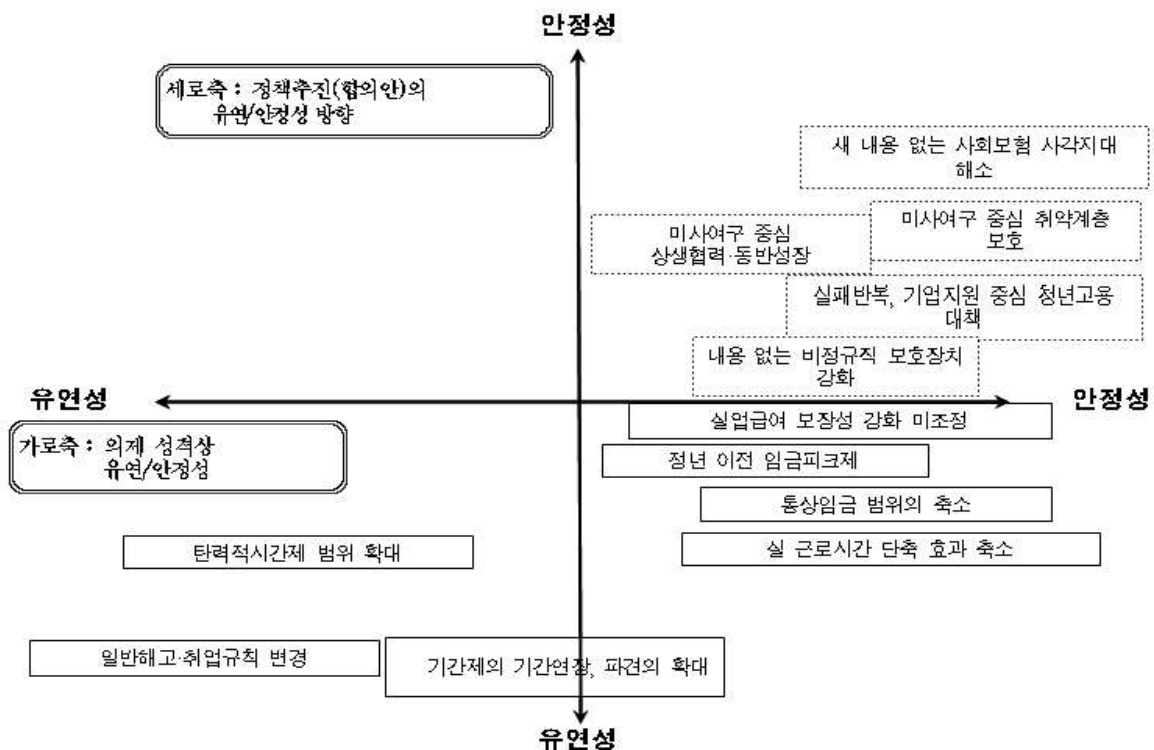 안정성
세로축 : 정책추진(합의안)의
유연/안정성 방향
새 내용 없는 사회보험 사각지대
해소
미사여구 중심 취약계층
보호
미사여구 중심
상생협력·동반성장
실패반복, 기업지원 중심 청년고용
대책
내용 없는 비정규직 보호장치
강화
유연성
안정성
실업급여 보장성 강화 미조정
가로축 : 의제 성격상
유연/안정성
정년 이전 임금피크제
통상임금 범위의 축소
탄력적시간제 범위 확대
실 근로시간 단축 효과 축소
일반해고·취업규칙 변경
기간제의 기간연장, 파견의 확대
유연성